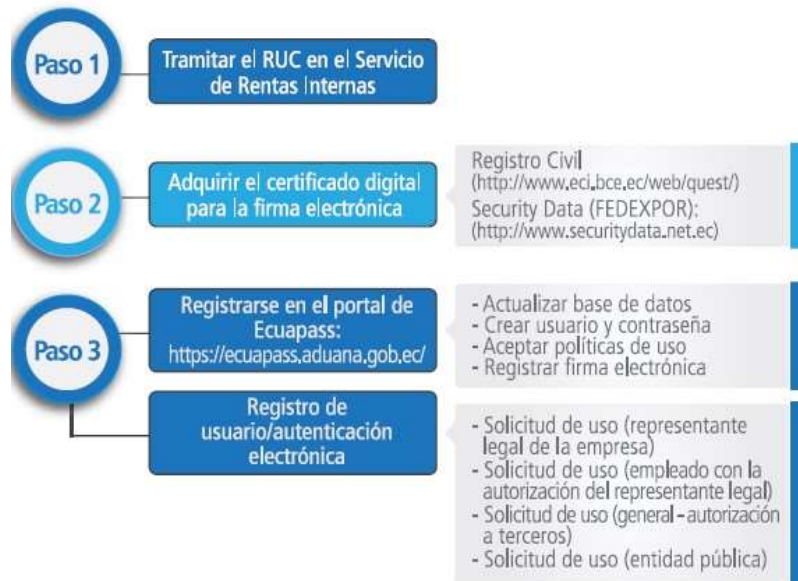 Paso 1
Tramitar el RUC en el Servicio
de Rentas Internas
Paso 2
Adquirir el certificado digital
para la firma electrónica
Registro Civil
(http://www.eci.bce.ec/web/quest/)
Security Data (FEDEXPOR):
(http://www.securitydata.net.ec)
Paso 3
Registrarse en el portal de
Ecuapass:
https://ecuapass.aduana.gob.ec/
- Actualizar base de datos
- Crear usuario y contraseña
- Aceptar políticas de uso
- Registrar firma electrónica
Registro de
usuario/autenticación
electrónica
- Solicitud de uso (representante
legal de la empresa)
- Solicitud de uso (empleado con la
autorización del representante legal)
- Solicitud de uso (general - autorización
a terceros)
- Solicitud de uso (entidad pública)